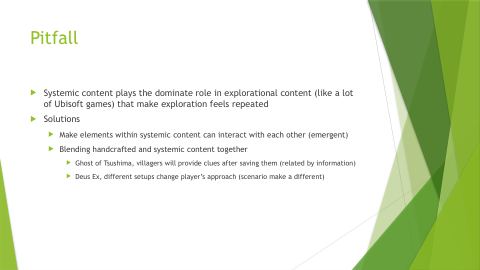 Pitfall
Systemic content plays the dominate role in explorational content (like a lot
of Ubisoft games) that make exploration feels repeated
Solutions
Make elements within systemic content can interact with each other (emergent)
Blending handcrafted and systemic content together
Ghost of Tsushima, villagers will provide clues after saving them (related by information)
Deus Ex, different setups change player's approach (scenario make a different)